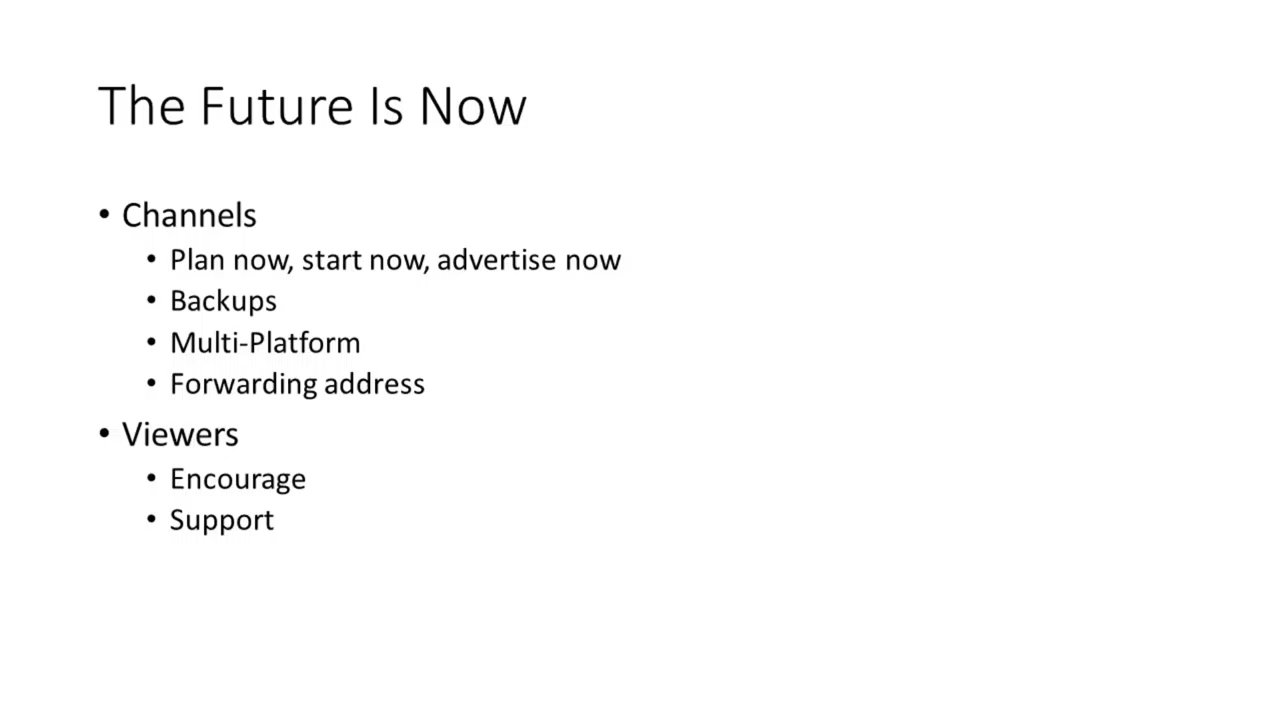 The Future Is Now
• Channels
• Plan now, start now, advertise now
• Backups
• Multi-Platform
• Forwarding address
• Viewers
• Encourage
• Support